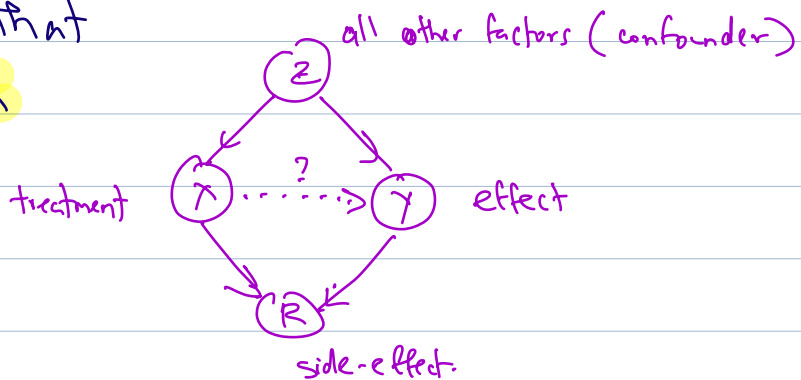 that
all other factors (confounder)
Z
?
treatment X Y effect
R
side-effect.